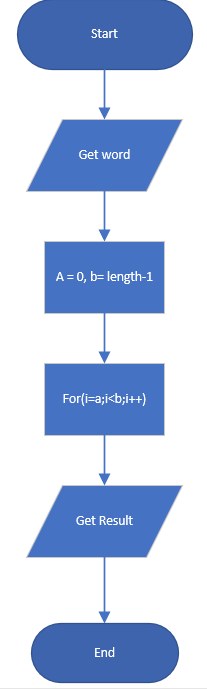 Start
Get word
A = 0, b= length-1
For(i=a;i<b;i++)
Get Result
End